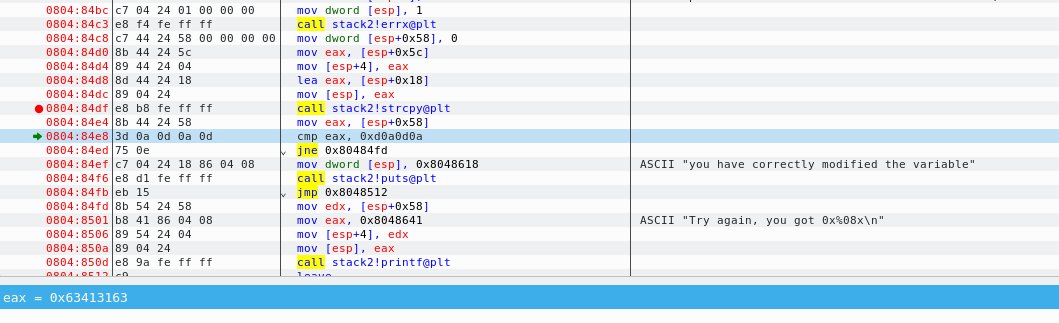 0804:84bc c7 04 24 01 00 00 00 mov dword [esp], 1
0804:84c3 e8 f4 fe ff ff call stack2!errx@plt
0804:84c8 c7 44 24 58 00 00 00 00 mov dword [esp+0x58], 0
0804:84d0 8b 44 24 5c mov eax, [esp+0x5c]
0804:84d4 89 44 24 04 mov [esp+4], eax
0804:84d8 8d 44 24 18 lea eax, [esp+0x18]
0804:84dc 89 04 24 mov [esp], eax
0804:84df e8 b8 fe ff ff call stack2!strcpy@plt
0804:84e4 8b 44 24 58 mov eax, [esp+0x58]
0804:84e8 3d 0a 0d 0a 0d cmp eax, 0xd0a0d0a
0804:84ed 75 0e jne 0x80484fd
0804:84ef c7 04 24 18 86 04 08 mov dword [esp], 0x8048618 ASCII "you have correctly modified the variable"
0804:84f6 e8 d1 fe ff ff call stack2!puts@plt
0804:84fb eb 15 jmp 0x8048512
0804:84fd 8b 54 24 58 mov edx, [esp+0x58]
0804:8501 b8 41 86 04 08 mov eax, 0x8048641 ASCII "Try again, you got 0x%08x\n"
0804:8506 89 54 24 04 mov [esp+4], edx
0804:850a 89 04 24 mov [esp], eax
0804:850d e8 9a fe ff ff call stack2!printf@plt
0804:8512 c9 leave
eax = 0x63413163